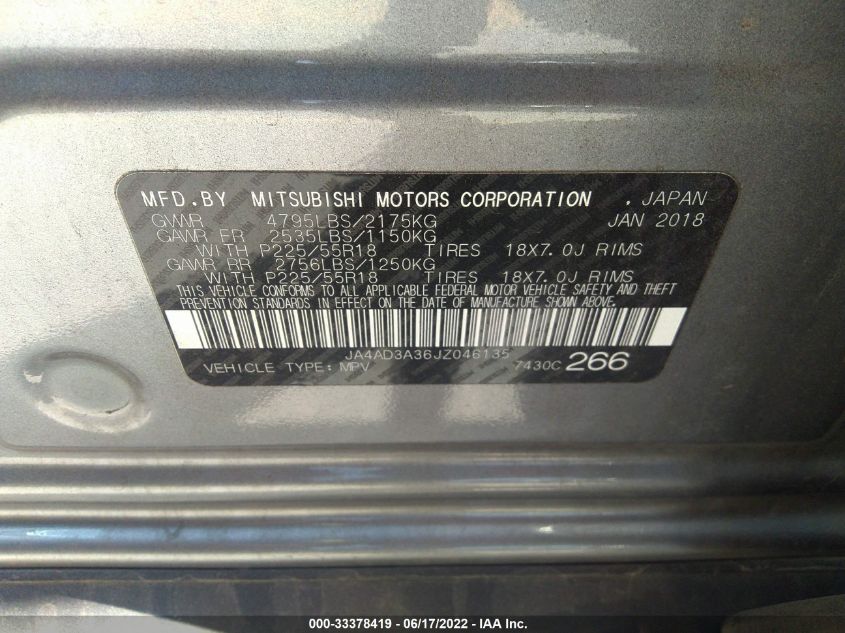 MFD.BY MITSUBISHI MOTORS CORPORATION . JAPAN
GVWR 4795LBS/2175KG JAN 2018
GAWR FR 2535LBS/1150KG
WITH P225/55R18 TIRES 18X7.0J RIMS
GAWR RR 2756LBS/1250KG
WITH P225/55R18 TIRES 18X7.0J RIMS
THIS VEHICLE CONFORMS TO ALL APPLICABLE FEDERAL MOTOR VEHICLE SAFETY AND THEFT
PREVENTION STANDARDS IN EFFECT ON THE DATE OF MANUFACTURE SHOWN ABOVE.
JA4AD3A36JZ046135
VEHICLE TYPE: MPV 7430C 266
000-33378419 - 06/17/2022 - IAA Inc.